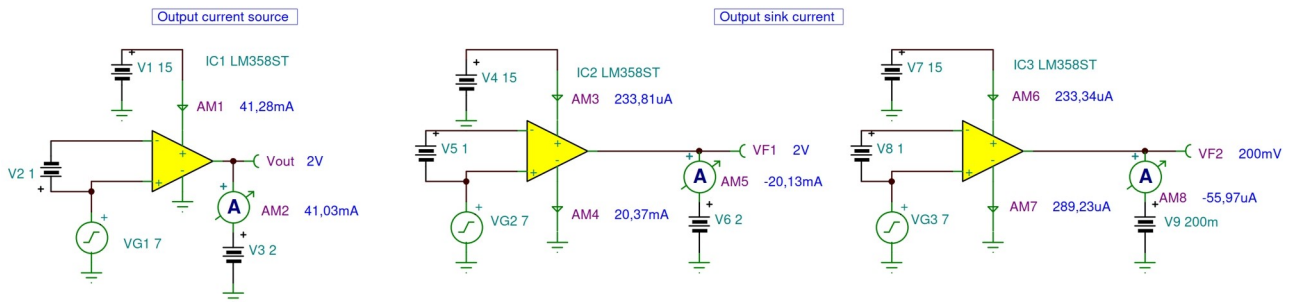 Output current source
Output sink current
V1 15
IC1 LM358ST
AM1 41,28mA
V2 1
Vout 2V
A
AM2 41,03mA
VG1 7
V3 2
V4 15
IC2 LM358ST
AM3 233,81uA
V5 1
VF1 2V
A
AM5 -20,13mA
VG2 7
AM4 20,37mA
V6 2
V7 15
IC3 LM358ST
AM6 233,34uA
V8 1
VF2 200mV
A
AM8 -55,97uA
VG3 7
AM7 289,23uA
V9 200m